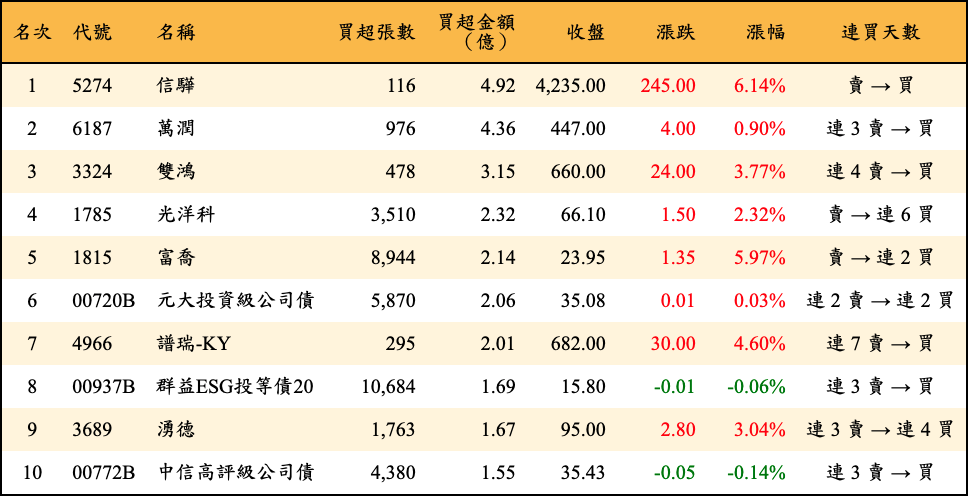 名次 代號 名稱 買超張數 買超金額（億） 收盤 漲跌 漲幅 連買天數
1 5274 信驊 116 4.92 4,235.00 245.00 6.14% 賣 → 買
2 6187 萬潤 976 4.36 447.00 4.00 0.90% 連 3 賣 → 買
3 3324 雙鴻 478 3.15 660.00 24.00 3.77% 連 4 賣 → 買
4 1785 光洋科 3,510 2.32 66.10 1.50 2.32% 賣 → 連 6 買
5 1815 富喬 8,944 2.14 23.95 1.35 5.97% 賣 → 連 2 買
6 00720B 元大投資級公司債 5,870 2.06 35.08 0.01 0.03% 連 2 賣 → 連 2 買
7 4966 譜瑞-KY 295 2.01 682.00 30.00 4.60% 連 7 賣 → 買
8 00937B 群益ESG投等債20 10,684 1.69 15.80 -0.01 -0.06% 連 3 賣 → 買
9 3689 湧德 1,763 1.67 95.00 2.80 3.04% 連 3 賣 → 連 4 買
10 00772B 中信高評級公司債 4,380 1.55 35.43 -0.05 -0.14% 連 3 賣 → 買